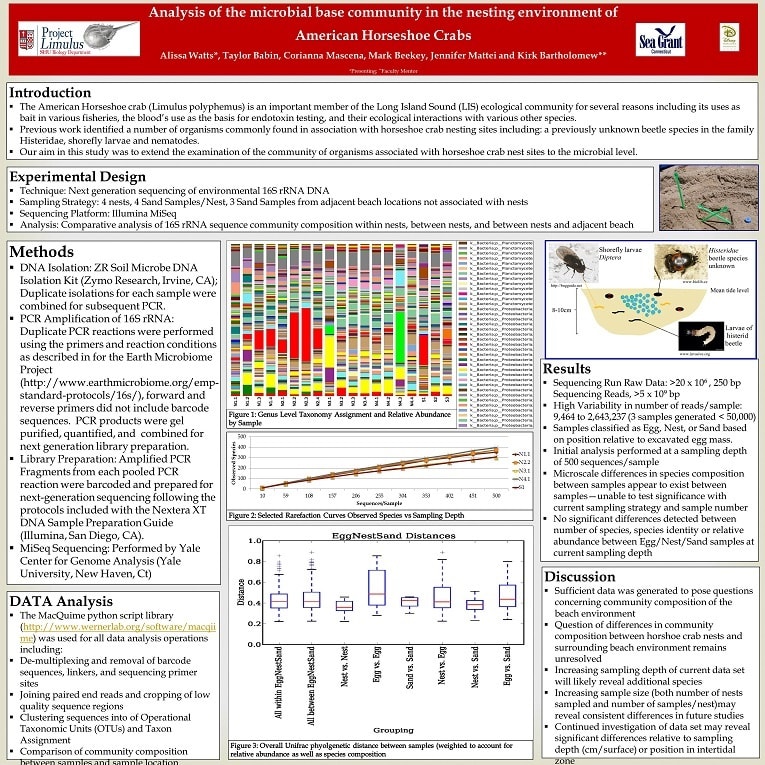 Analysis of the microbial base community in the nesting environment of
American Horseshoe Crabs
Alissa Watts*, Taylor Babin, Corianna Mascena, Mark Beekey, Jennifer Mattei and Kirk Bartholomew**
*Presenting, **Faculty Mentor
Project
Limulus
SHU Biology Department
Sea Grant
Connecticut
Introduction
▪ The American Horseshoe crab (Limulus polyphemus) is an important member of the Long Island Sound (LIS) ecological community for several reasons including its uses as
bait in various fisheries, the blood's use as the basis for endotoxin testing, and their ecological interactions with various other species.
▪ Previous work identified a number of organisms commonly found in association with horseshoe crab nesting sites including: a previously unknown beetle species in the family
Histeridae, shorefly larvae and nematodes.
▪ Our aim in this study was to extend the examination of the community of organisms associated with horseshoe crab nest sites to the microbial level.
Experimental Design
▪ Technique: Next generation sequencing of environmental 16S rRNA DNA
▪ Sampling Strategy: 4 nests, 4 Sand Samples/Nest, 3 Sand Samples from adjacent beach locations not associated with nests
▪ Sequencing Platform: Illumina MiSeq
▪ Analysis: Comparative analysis of 16S rRNA sequence community composition within nests, between nests, and between nests and adjacent beach
Methods
▪ DNA Isolation: ZR Soil Microbe DNA
Isolation Kit (Zymo Research, Irvine, CA);
Duplicate isolations for each sample were
combined for subsequent PCR.
▪ PCR Amplification of 16S rRNA:
Duplicate PCR reactions were performed
using the primers and reaction conditions
as described in for the Earth Microbiome
Project
(http://www.earthmicrobiome.org/emp-
standard-protocols/16s/), forward and
reverse primers did not include barcode
sequences. PCR products were gel
purified, quantified, and combined for
next generation library preparation.
▪ Library Preparation: Amplified PCR
Fragments from each pooled PCR
reaction were barcoded and prepared for
next-generation sequencing following the
protocols included with the Nextera XT
DNA Sample Preparation Guide
(Illumina, San Diego, CA).
▪ MiSeq Sequencing: Performed by Yale
Center for Genome Analysis (Yale
University, New Haven, Ct)
DATA Analysis
▪ The MacQuime python script library
(http://www.wernerlab.org/software/macqii
me) was used for all data analysis operations
including:
▪ De-multiplexing and removal of barcode
sequences, linkers, and sequencing primer
sites
▪ Joining paired end reads and cropping of low
quality sequence regions
▪ Clustering sequences into of Operational
Taxonomic Units (OTUs) and Taxon
Assignment
▪ Comparison of community composition
between samples and sample location
Figure 1: Genus Level Taxonomy Assignment and Relative Abundance
by Sample
Observed Species
500
400
300
200
100
0
10 59 108 157 206 255 304 353 402 451 500
Sequences/Sample
N1,1
N2,2
N3,1
N4,1
S1
Figure 2: Selected Rarefaction Curves Observed Species vs Sampling Depth
EggNestSand Distances
Distance
1.0
0.8
0.6
0.4
0.2
0.0
All within EggNestSand
All between EggNestSand
Nest vs. Nest
Egg vs. Egg
Sand vs. Sand
Nest vs. Egg
Nest vs. Sand
Egg vs. Sand
Grouping
Figure 3: Overall Unifrac phyolgenetic distance between samples (weighted to account for
relative abundance as well as species composition
Shorefly larvae
Diptera
http://bugguide.net
Histeridae
beetle species
unknown
Mean tide level
8-10cm
Larvae of
histerid
beetle
Results
▪ Sequencing Run Raw Data: >20 x 10⁶, 250 bp
Sequencing Reads, >5 x 10⁹ bp
▪ High Variability in number of reads/sample:
9,464 to 2,643,237 (3 samples generated < 50,000)
▪ Samples classified as Egg, Nest, or Sand based
on position relative to excavated egg mass.
▪ Initial analysis performed at a sampling depth
of 500 sequences/sample
▪ Microscale differences in species composition
between samples appear to exist between
samples—unable to test significance with
current sampling strategy and sample number
▪ No significant differences detected between
number of species, species identity or relative
abundance between Egg/Nest/Sand samples at
current sampling depth
Discussion
▪ Sufficient data was generated to pose questions
concerning community composition of the
beach environment
▪ Question of differences in community
composition between horshoe crab nests and
surrounding beach environment remains
unresolved
▪ Increasing sampling depth of current data set
will likely reveal additional species
▪ Increasing sample size (both number of nests
sampled and number of samples/nest)may
reveal consistent differences in future studies
▪ Continued investigation of data set may reveal
significant differences relative to sampling
depth (cm/surface) or position in intertidal
zone